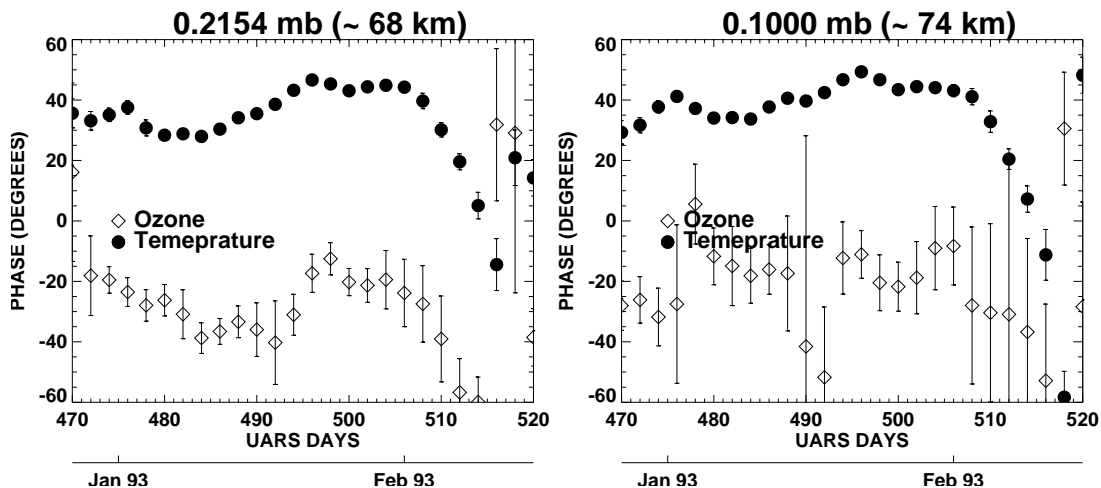 0.2154 mb (~ 68 km)
60
40
20
0
-20
-40
-60
PHASE (DEGREES)
Ozone
Temeprature
470 480 490 500 510 520
UARS DAYS
Jan 93 Feb 93
0.1000 mb (~ 74 km)
60
40
20
0
-20
-40
-60
PHASE (DEGREES)
Ozone
Temeprature
470 480 490 500 510 520
UARS DAYS
Jan 93 Feb 93